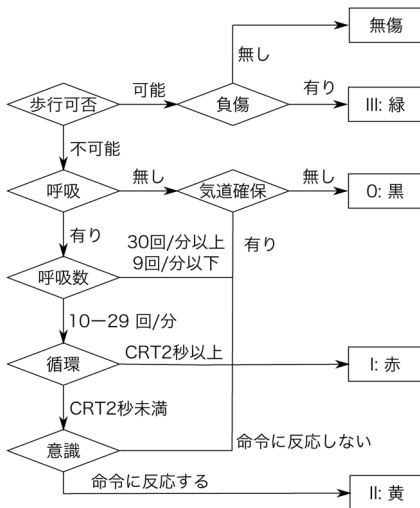 無傷
無し
歩行可否
可能
負傷
有り
III: 緑
不可能
呼吸
無し
気道確保
無し
0: 黒
有り
30回/分以上
9回/分以下
有り
呼吸数
10ー29 回/分
循環
CRT2秒以上
I: 赤
CRT2秒未満
意識
命令に反応しない
命令に反応する
II: 黄